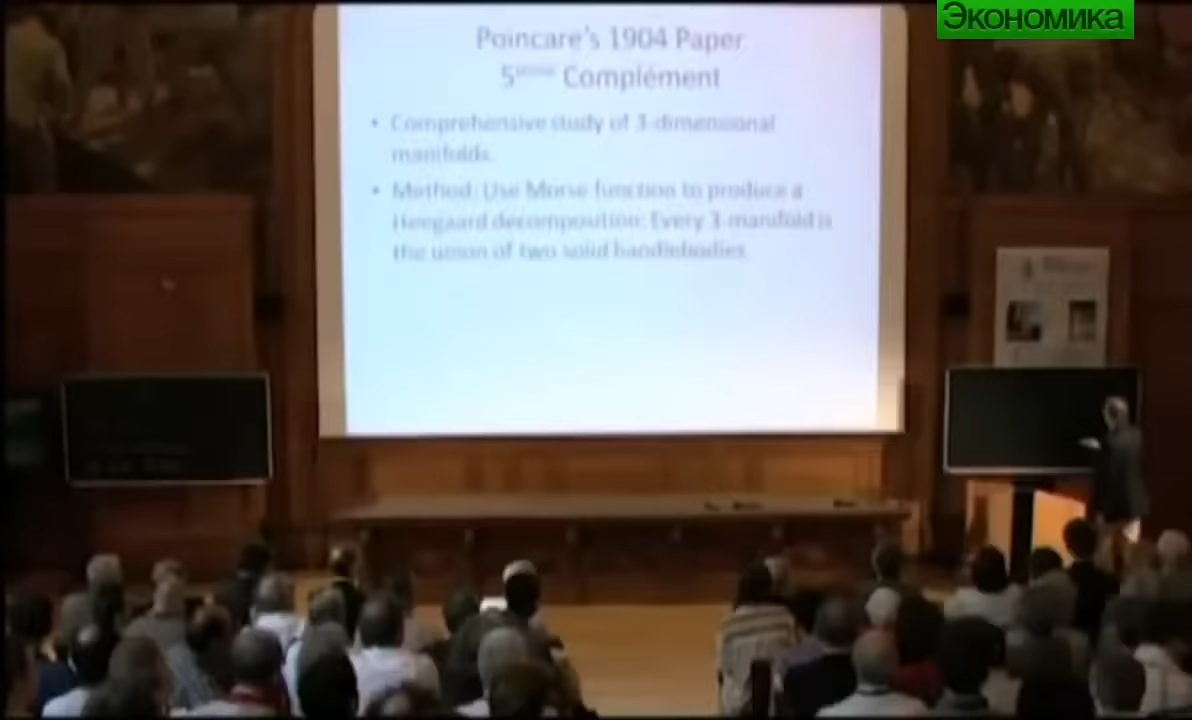 Экономика
Poincare's 1904 Paper
5ième Complément
• Comprehensive study of 3-dimensional
manifolds.
• Method: Use Morse function to produce a
Heegaard decomposition: Every 3-manifold is
the union of two solid handlebodies.